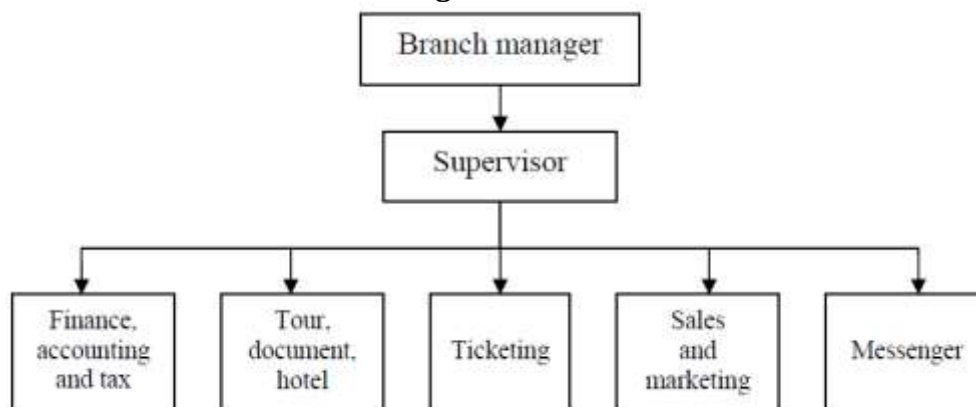 Branch manager
Supervisor
Finance,
accounting
and tax
Tour,
document,
hotel
Ticketing
Sales
and
marketing
Messenger